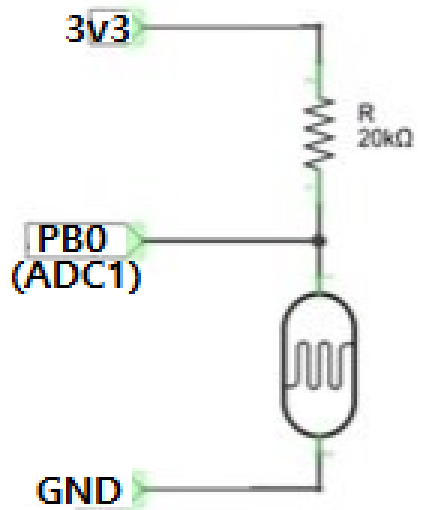 3v3
R
20kΩ
PB0
(ADC1)
GND